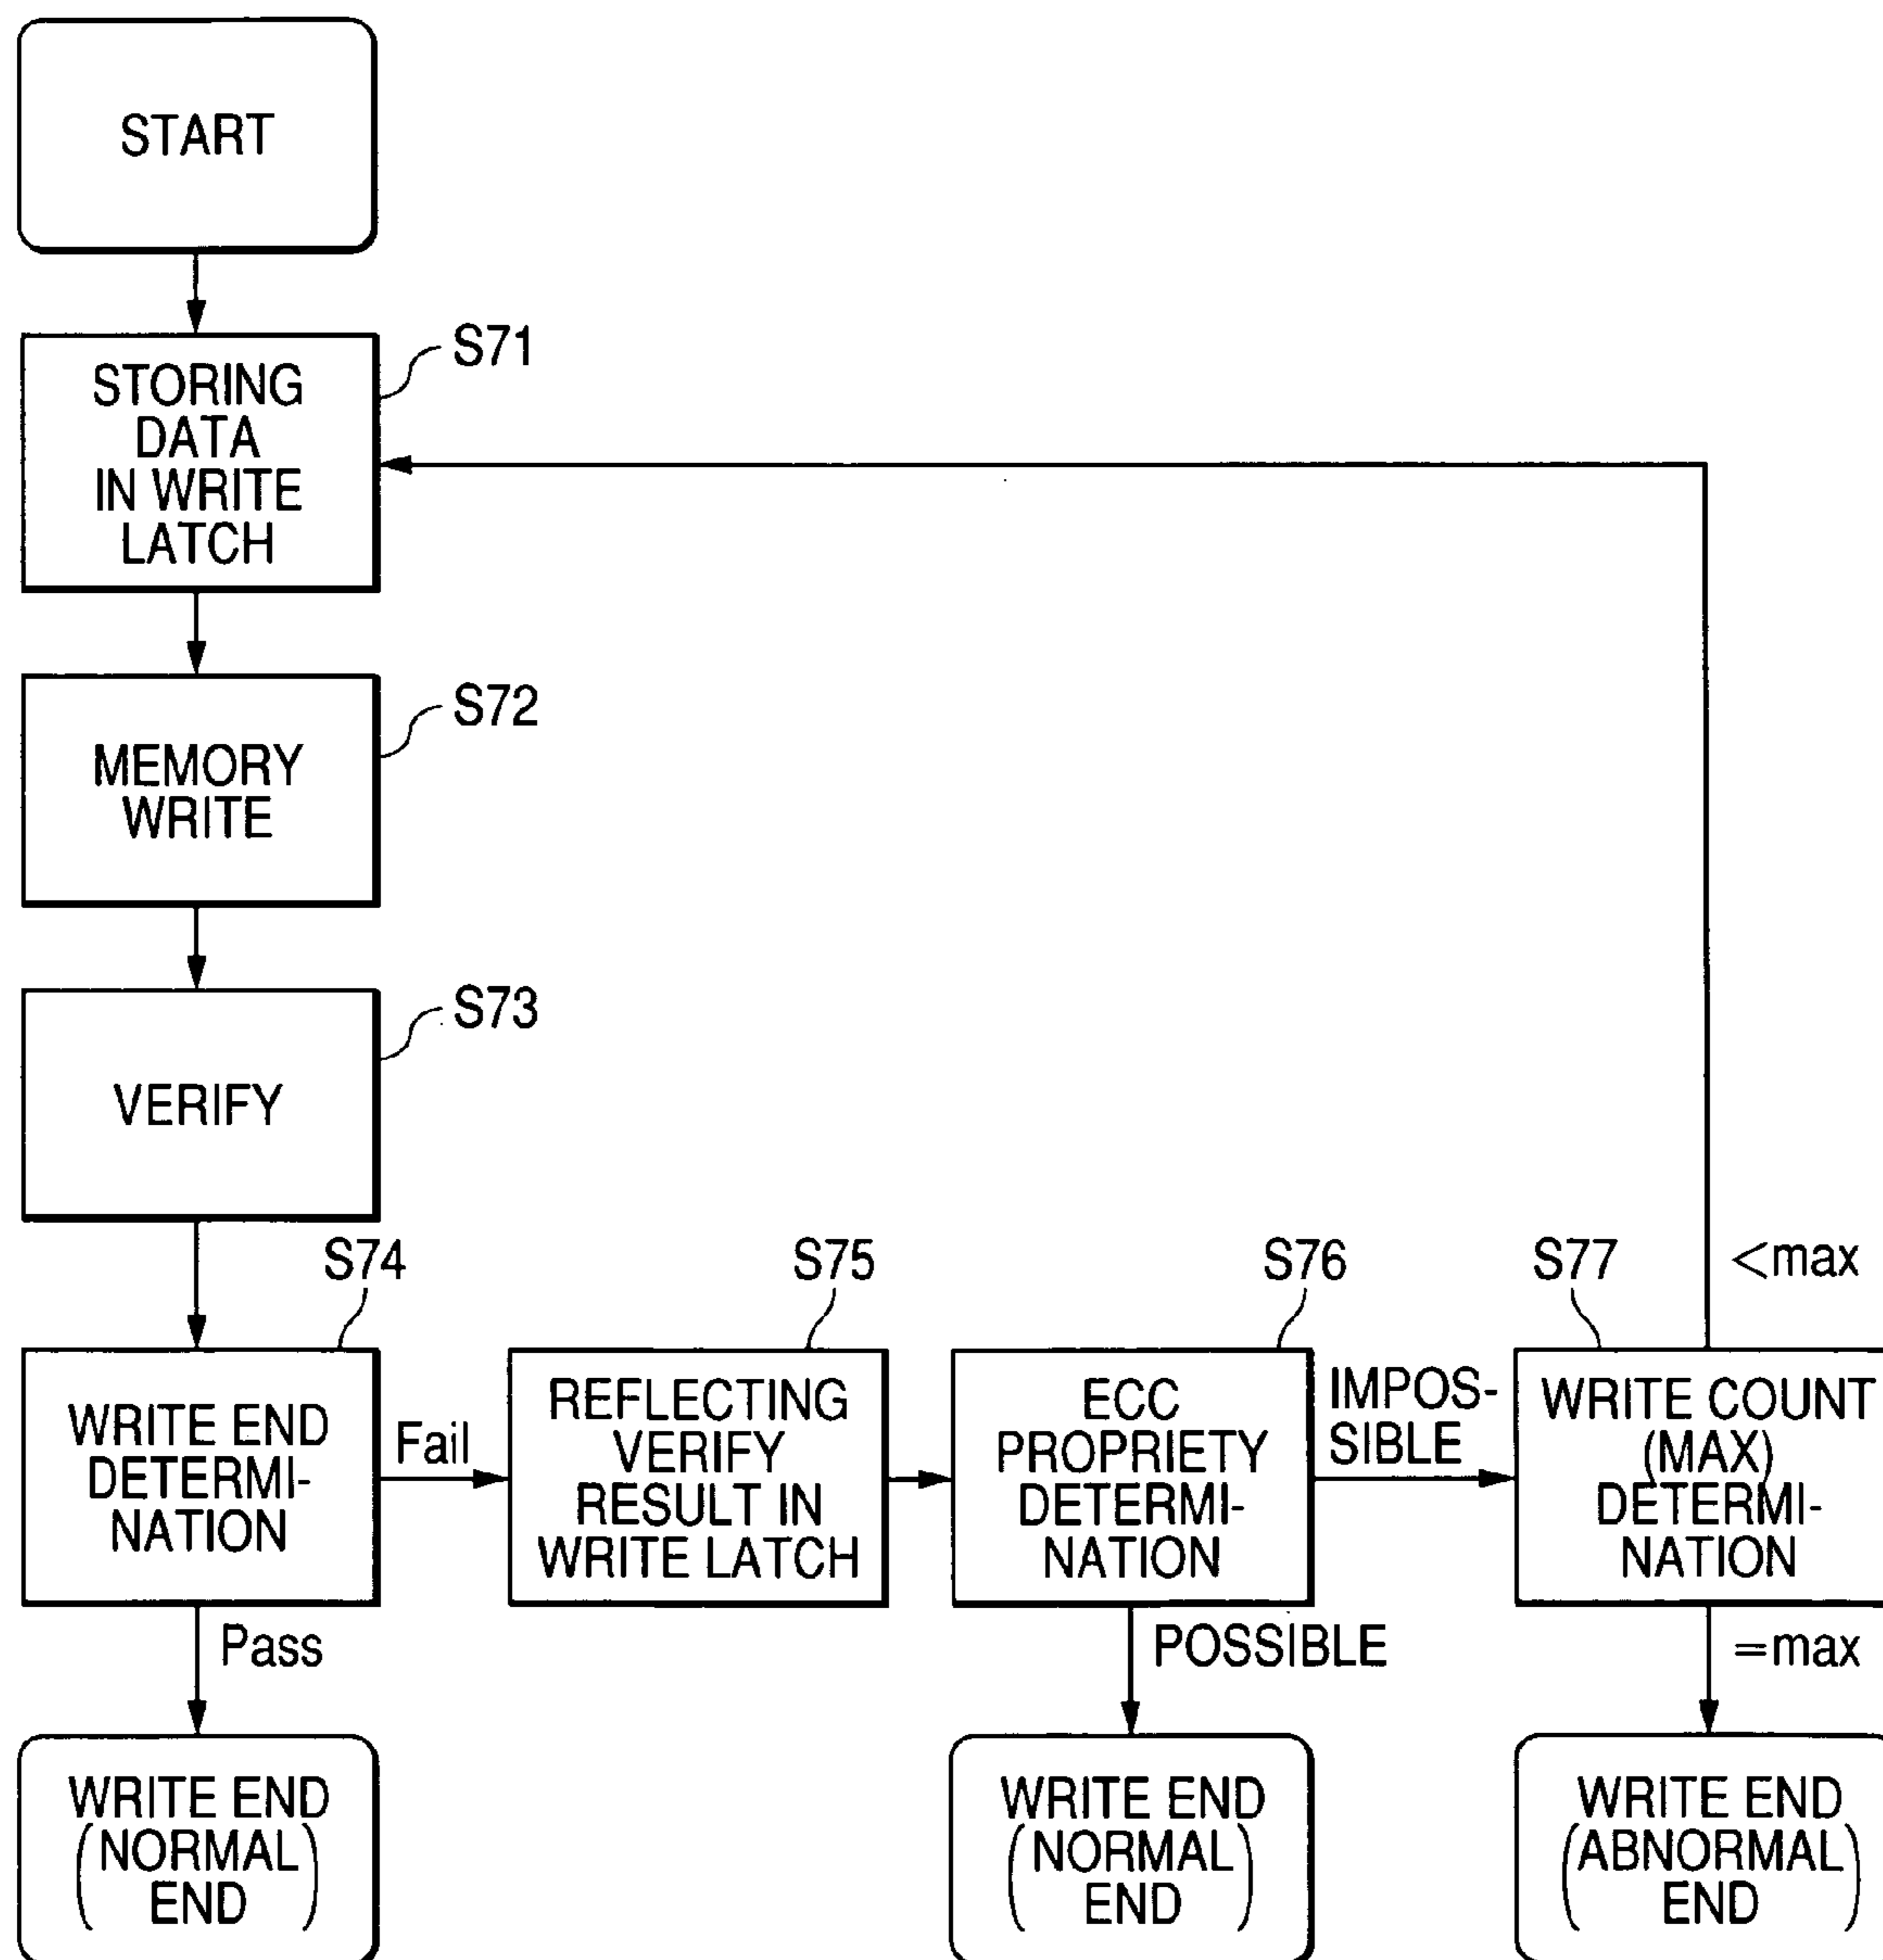 START
S71
STORING
DATA
IN WRITE
LATCH
S72
MEMORY
WRITE
S73
VERIFY
S74
WRITE END
DETERMI-
NATION
Fail
Pass
S75
REFLECTING
VERIFY
RESULT IN
WRITE LATCH
S76
ECC
PROPRIETY
DETERMI-
NATION
IMPOS-
SIBLE
POSSIBLE
S77
<max
WRITE COUNT
(MAX)
DETERMI-
NATION
=max
WRITE END
(NORMAL
END)
WRITE END
(NORMAL
END)
WRITE END
(ABNORMAL
END)